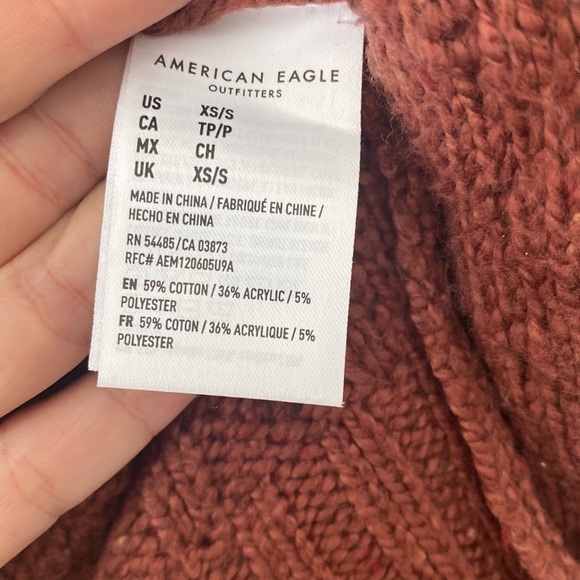 AMERICAN EAGLE
OUTFITTERS
US XS/S
CA TP/P
MX CH
UK XS/S
MADE IN CHINA / FABRIQUÉ EN CHINE /
HECHO EN CHINA
RN 54485/CA 03873
RFC# AEM120605U9A
EN 59% COTTON / 36% ACRYLIC / 5%
POLYESTER
FR 59% COTON / 36% ACRYLIQUE / 5%
POLYESTER